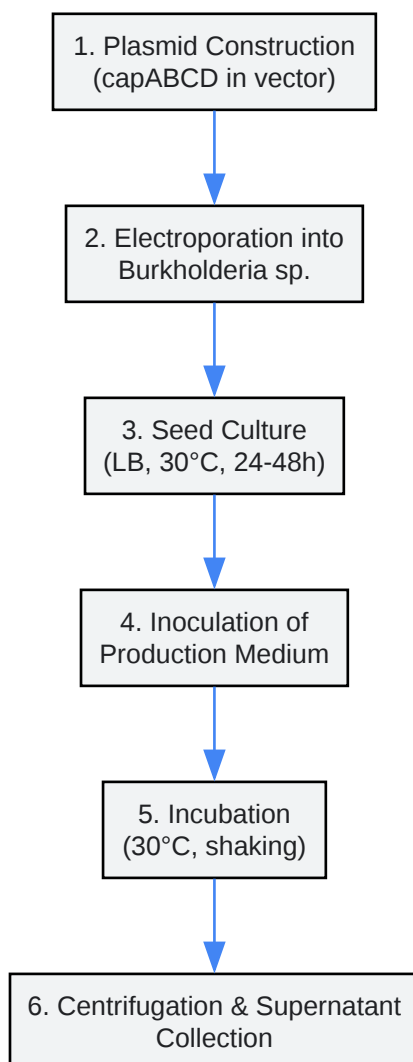 1. Plasmid Construction
(capABCD in vector)
2. Electroporation into
Burkholderia sp.
3. Seed Culture
(LB, 30°C, 24-48h)
4. Inoculation of
Production Medium
5. Incubation
(30°C, shaking)
6. Centrifugation & Supernatant
Collection